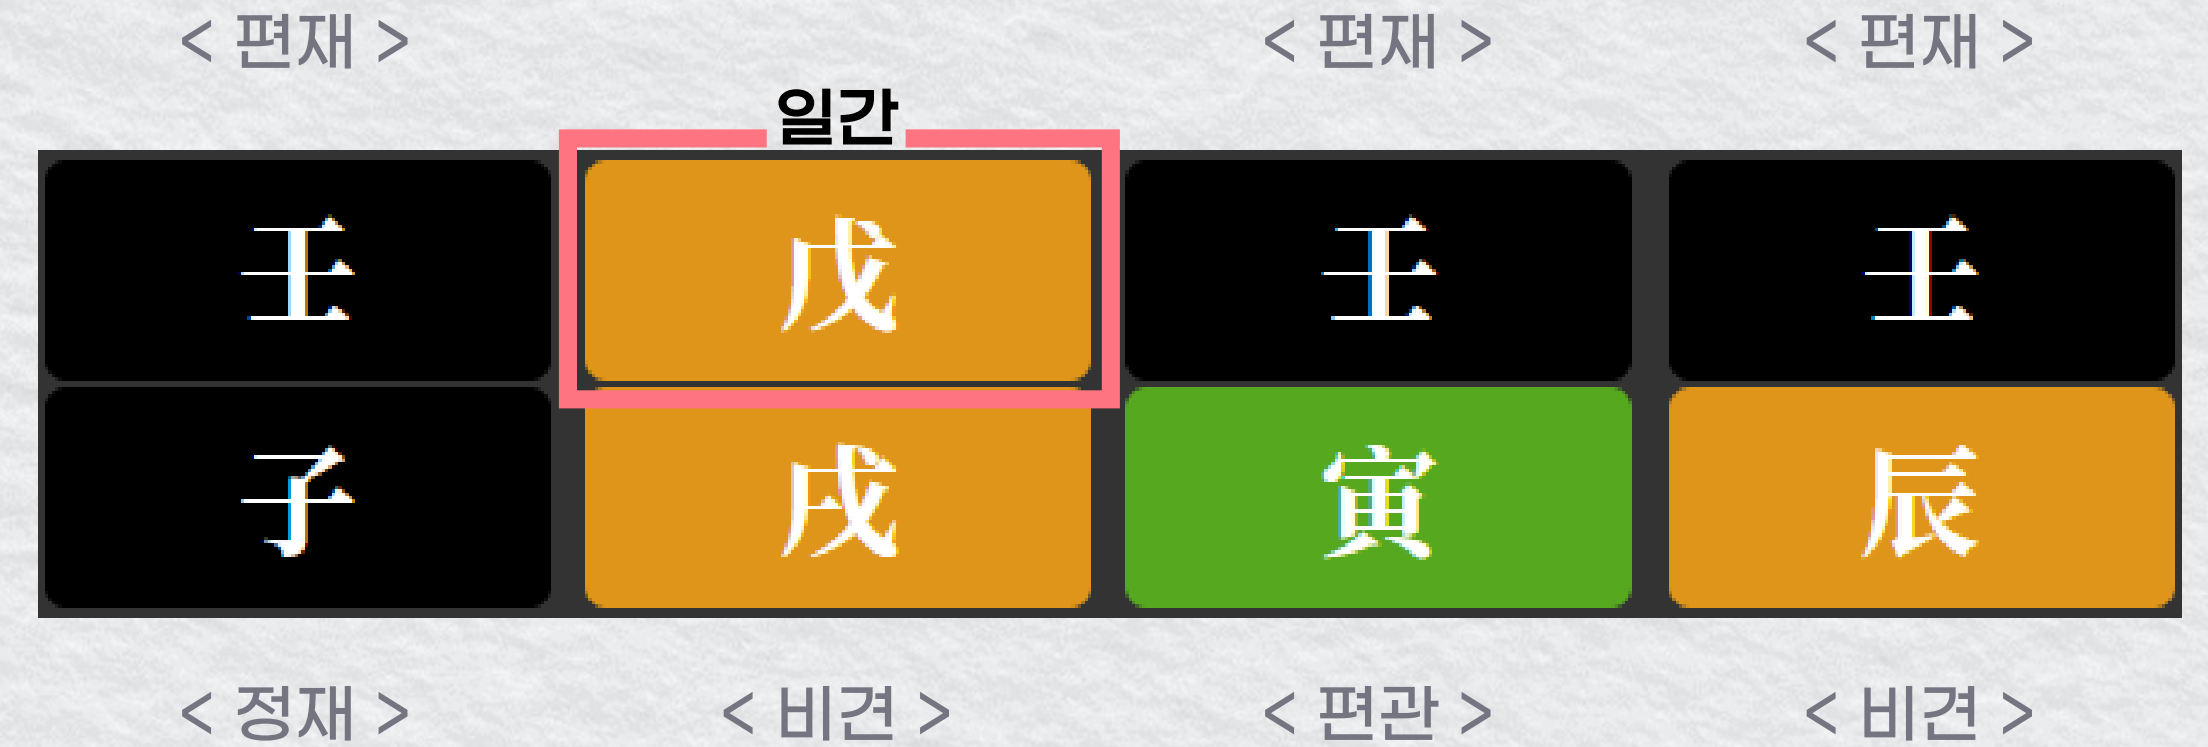 < 편재 > < 편재 > < 편재 >
일간
壬 戊 壬 壬
子 戌 寅 辰
< 정재 > < 비견 > < 편관 > < 비견 >